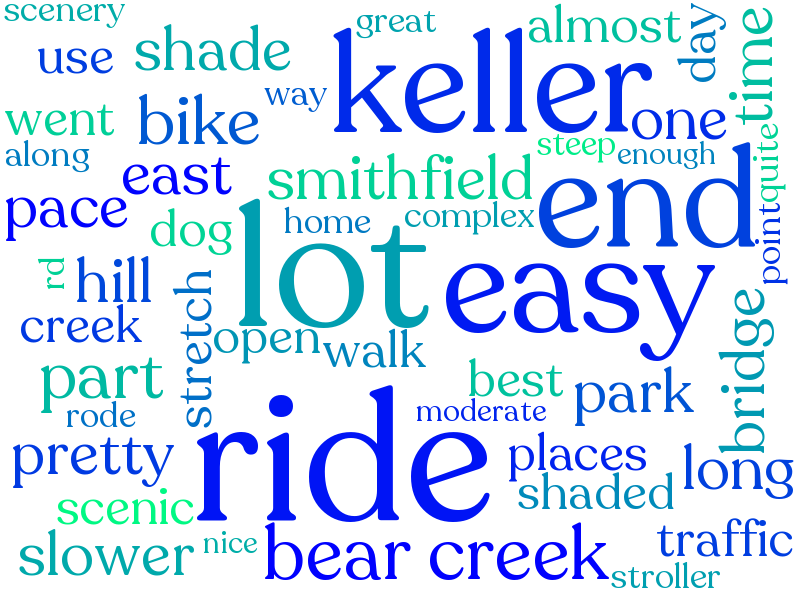 scenery
great
almost
day
time
use
shade
keller
way
bike
one
went
steep
quite
along
east
enough
smithfield
end
pace
dog
home
complex
point
rd
hill
lot
easy
stretch
creek
open
walk
bridge
part
best
park
rode
moderate
ride
pretty
places
long
scenic
shaded
slower
nice
bear creek
traffic
stroller